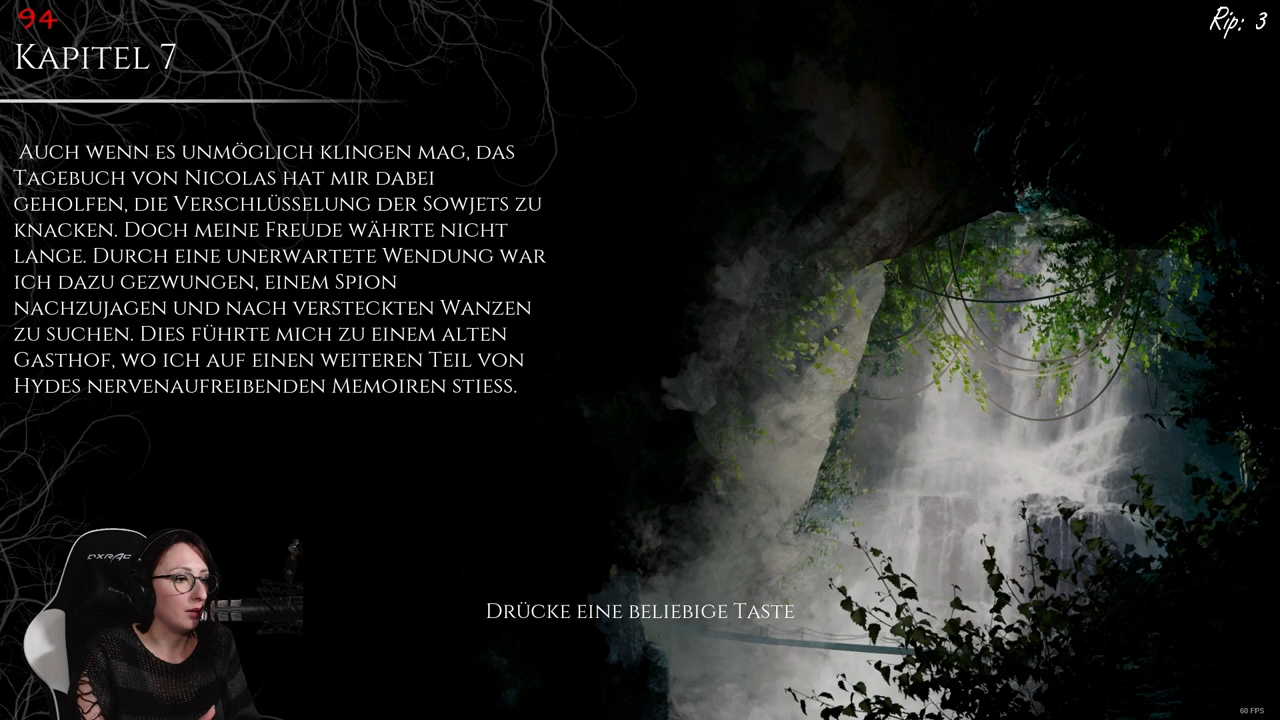 94
Rip: 3
Kapitel 7
Auch wenn es unmöglich klingen mag, das
Tagebuch von Nicolas hat mir dabei
geholfen, die Verschlüsselung der Sowjets zu
knacken. Doch meine Freude währte nicht
lange. Durch eine unerwartete Wendung war
ich dazu gezwungen, einem Spion
nachzujagen und nach versteckten Wanzen
zu suchen. Dies führte mich zu einem alten
Gasthof, wo ich auf einen weiteren Teil von
Hydes nervenaufreibenden Memoiren stiess.
DXRAC
Drücke eine beliebige Taste
60 FPS